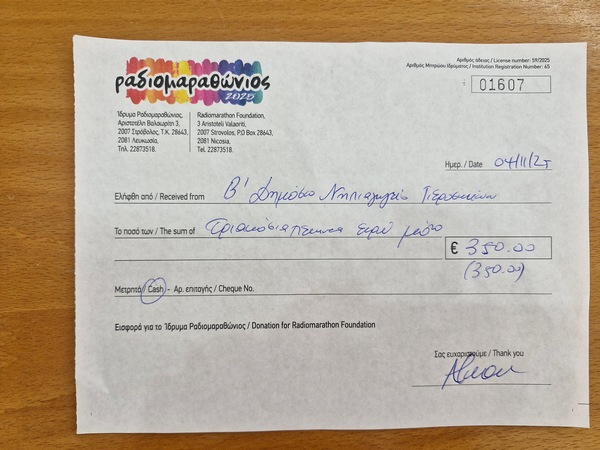 Αριθμός άδειας / License number: 59/2025
Αριθμός Μητρώου Ιδρύματος / Institution Registration Number: 65
ραδιομαραθώνιος
2025
01607
Ίδρυμα Ραδιομαραθώνιος,
Αριστοτέλη Βαλαωρίτη 3,
2007 Στρόβολος, Τ.Κ. 28643,
2081 Λευκωσία,
Τηλ. 22873518.
Radiomarathon Foundation,
3 Aristoteli Valaoriti,
2007 Strovolos, P.O Box 28643,
2081 Nicosia,
Tel. 22873518.
Ημερ. / Date 04/11/25
Ελήφθη από / Received from Β' Δημόσιο Νηπιαγωγείο Γεροσκήπου
Το ποσό των / The sum of Τριακόσια πενήντα ευρώ μόνο
€ 350.00
(350.00)
Μετρητά / Cash - Αρ. επιταγής / Cheque No.
Εισφορά για το Ίδρυμα Ραδιομαραθώνιος / Donation for Radiomarathon Foundation
Σας ευχαριστούμε / Thank you